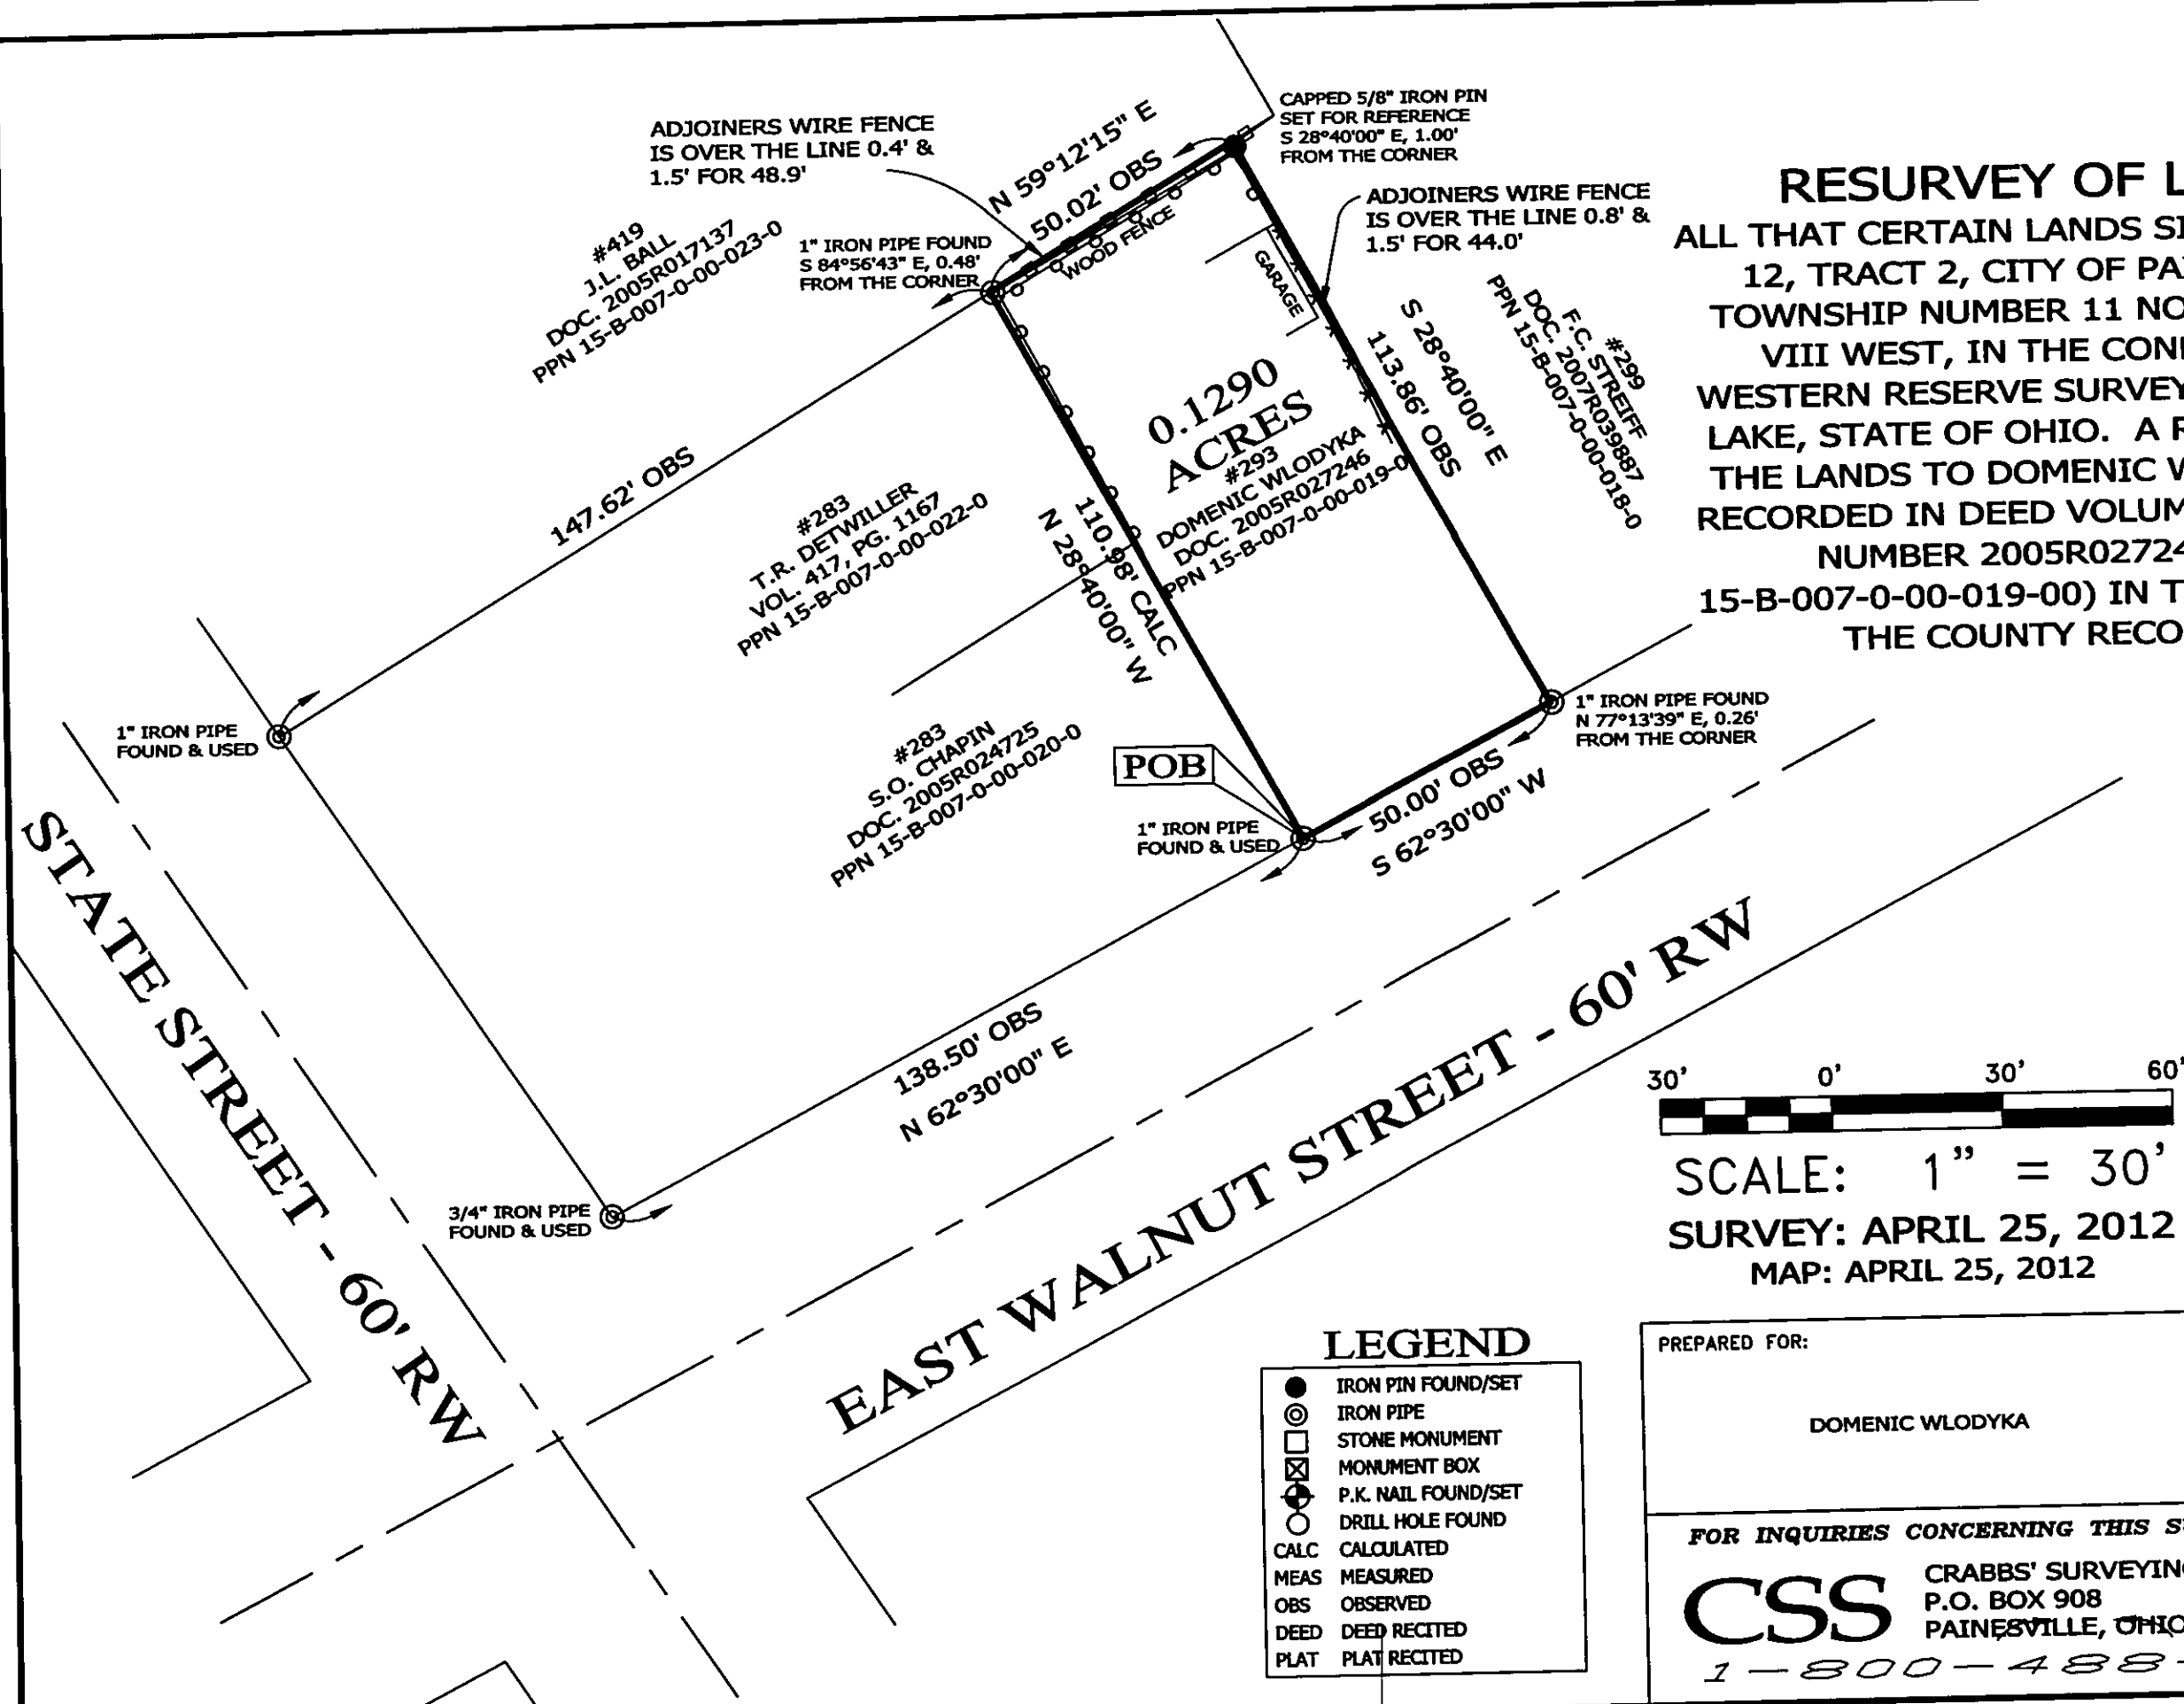 CAPPED 5/8" IRON PIN
SET FOR REFERENCE
S 28°40'00" E, 1.00'
FROM THE CORNER
ADJOINERS WIRE FENCE
IS OVER THE LINE 0.4' &
1.5' FOR 48.9'
N 59°12'15" E
50.02' OBS
WOOD FENCE
ADJOINERS WIRE FENCE
IS OVER THE LINE 0.8' &
1.5' FOR 44.0'
#419
J.L. BALL
DOC. 2005R017137
PPN 15-B-007-0-00-023-0
1" IRON PIPE FOUND
S 84°56'43" E, 0.48'
FROM THE CORNER
GARAGE
#299
F.C. STREIFF
DOC. 2007R039887
PPN 15-B-007-0-00-018-0
S 28°40'00" E
113.86' OBS
0.1290
ACRES
#293
DOMENIC WLODYKA
DOC. 2005R027246
PPN 15-B-007-0-00-019-0
147.62' OBS
#283
T.R. DETWILLER
VOL. 417, PG. 1167
PPN 15-B-007-0-00-022-0
110.98' CALC
N 28°40'00" W
1" IRON PIPE
FOUND & USED
#283
S.O. CHAPIN
DOC. 2005R024725
PPN 15-B-007-0-00-020-0
POB
1" IRON PIPE FOUND
N 77°13'39" E, 0.26'
FROM THE CORNER
1" IRON PIPE
FOUND & USED
50.00' OBS
S 62°30'00" W
138.50' OBS
N 62°30'00" E
3/4" IRON PIPE
FOUND & USED
STATE STREET - 60' RW
EAST WALNUT STREET - 60' RW
RESURVEY OF L
ALL THAT CERTAIN LANDS SI
12, TRACT 2, CITY OF PA
TOWNSHIP NUMBER 11 NO
VIII WEST, IN THE CON
WESTERN RESERVE SURVEY
LAKE, STATE OF OHIO. A R
THE LANDS TO DOMENIC W
RECORDED IN DEED VOLUM
NUMBER 2005R02724
15-B-007-0-00-019-00) IN T
THE COUNTY RECO
30' 0' 30' 60'
SCALE: 1" = 30'
SURVEY: APRIL 25, 2012
MAP: APRIL 25, 2012
LEGEND
IRON PIN FOUND/SET
IRON PIPE
STONE MONUMENT
MONUMENT BOX
P.K. NAIL FOUND/SET
DRILL HOLE FOUND
CALC CALCULATED
MEAS MEASURED
OBS OBSERVED
DEED DEED RECITED
PLAT PLAT RECITED
PREPARED FOR:
DOMENIC WLODYKA
FOR INQUIRIES CONCERNING THIS S
CSS
CRABBS' SURVEYING
P.O. BOX 908
PAINESVILLE, OHIO
1-800-488-